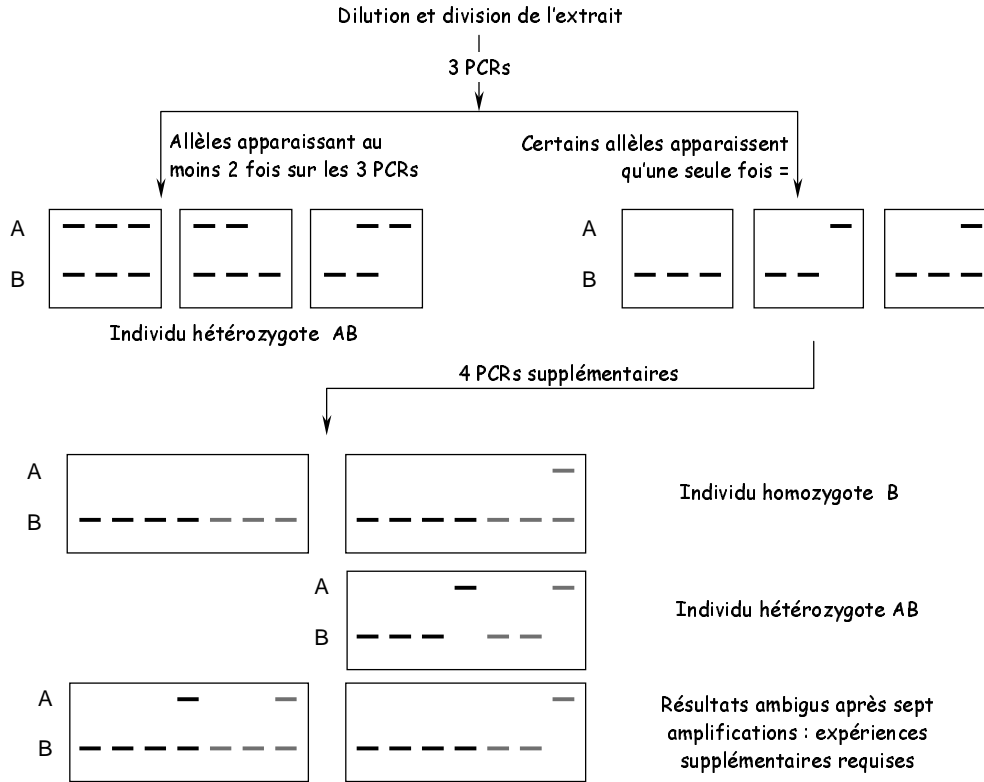 Dilution et division de l'extrait
3 PCRs
Allèles apparaissant au
moins 2 fois sur les 3 PCRs
Certains allèles apparaissent
qu'une seule fois =
A
B
A
B
Individu hétérozygote AB
4 PCRs supplémentaires
A
B
Individu homozygote B
A
B
Individu hétérozygote AB
A
B
Résultats ambigus après sept
amplifications : expériences
supplémentaires requises